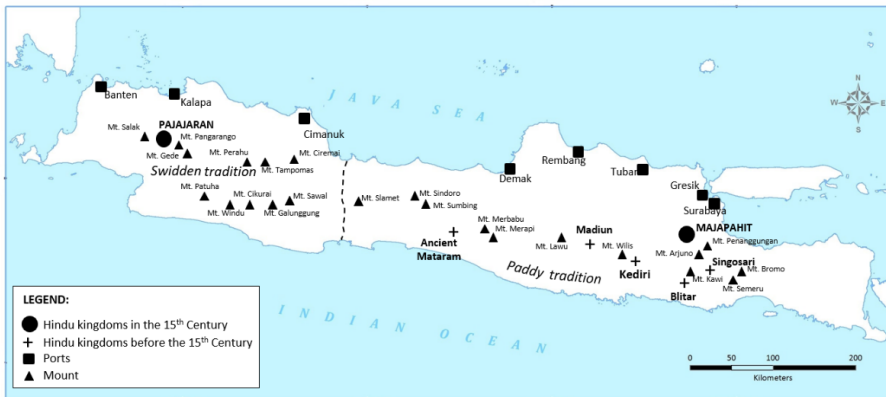 JAVA SEA
Banten
Kalapa
Cimanuk
PAJAJARAN
Mt. Salak
Mt. Pangarango
Mt. Gede
Mt. Perahu
Mt. Tampomas
Mt. Ciremai
Swidden tradition
Mt. Patuha
Mt. Windu
Mt. Cikurai
Mt. Galunggung
Mt. Sawal
Mt. Slamet
Mt. Sindoro
Mt. Sumbing
Demak
Rembang
Tuban
Gresik
Surabaya
N
W
E
S
Ancient
Mataram
Mt. Merbabu
Mt. Merapi
Mt. Lawu
Madiun
Mt. Wilis
Kediri
Paddy tradition
MAJAPAHIT
Mt. Penanggungan
Mt. Arjuno
Singosari
Mt. Bromo
Mt. Kawi
Mt. Semeru
Blitar
INDIAN OCEAN
LEGEND:
Hindu kingdoms in the 15th Century
Hindu kingdoms before the 15th Century
Ports
Mount
0 50 100 200
Kilometers